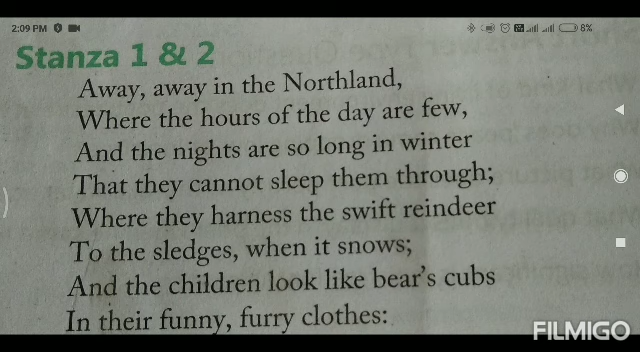 2:09 PM
8%
Stanza 1 & 2
Away, away in the Northland,
Where the hours of the day are few,
And the nights are so long in winter
That they cannot sleep them through;
Where they harness the swift reindeer
To the sledges, when it snows;
And the children look like bear's cubs
In their funny, furry clothes:
FILMIGO